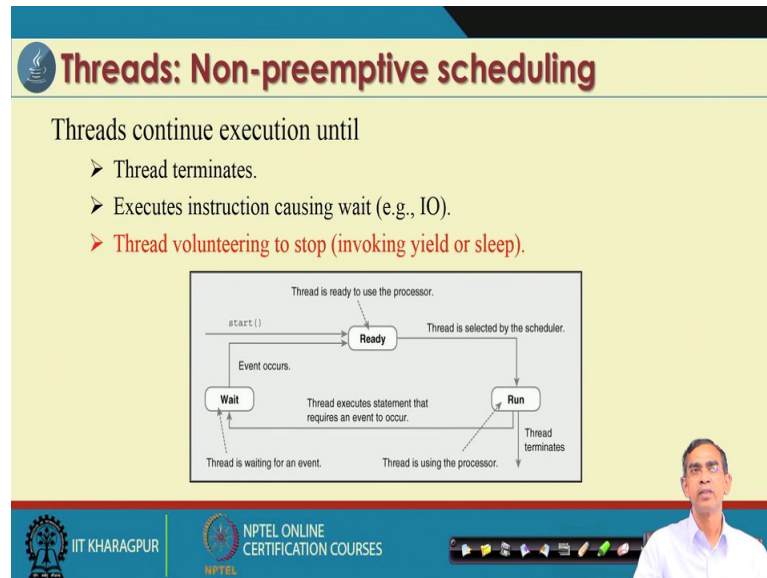 Threads: Non-preemptive scheduling
Threads continue execution until
➢ Thread terminates.
➢ Executes instruction causing wait (e.g., IO).
➢ Thread volunteering to stop (invoking yield or sleep).
Thread is ready to use the processor.
start()
Ready
Thread is selected by the scheduler.
Event occurs.
Wait
Thread executes statement that
requires an event to occur.
Run
Thread
terminates
Thread is waiting for an event.
Thread is using the processor.
IIT KHARAGPUR
NPTEL
NPTEL ONLINE
CERTIFICATION COURSES